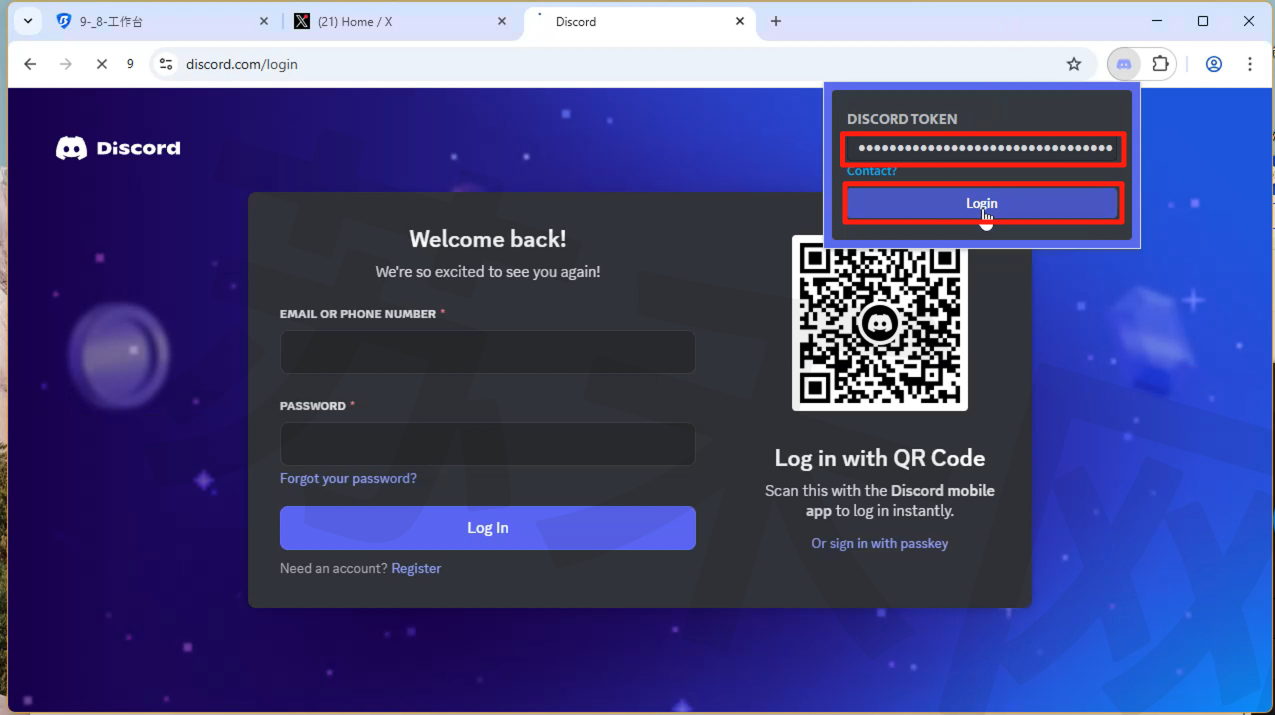 9-_8-工作台
(21) Home / X
Discord
9
discord.com/login
Discord
DISCORD TOKEN
••••••••••••••••••••••••••••••••••
Contact?
Login
Welcome back!
We're so excited to see you again!
EMAIL OR PHONE NUMBER *
PASSWORD *
Forgot your password?
Log In
Need an account? Register
Log in with QR Code
Scan this with the Discord mobile
app to log in instantly.
Or sign in with passkey